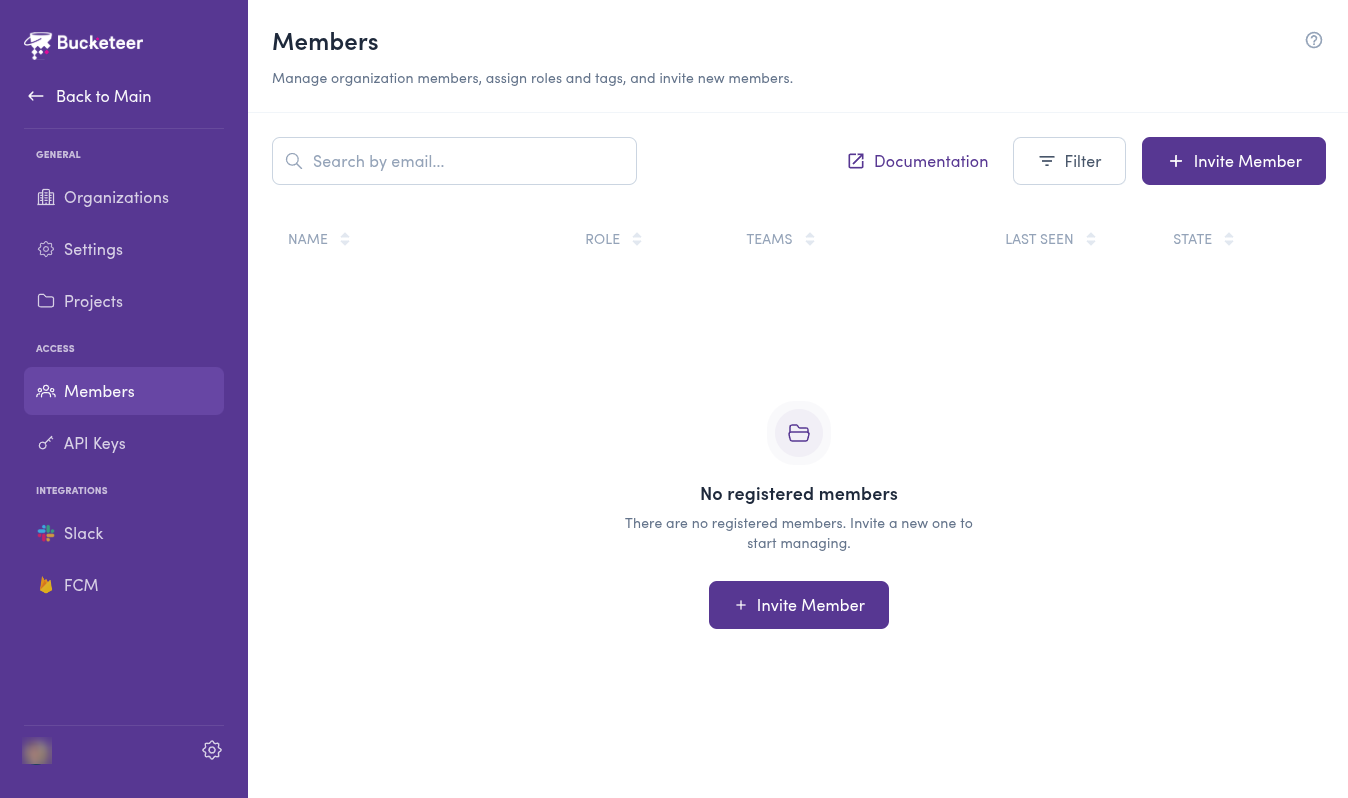 Bucketeer
Back to Main
GENERAL
Organizations
Settings
Projects
ACCESS
Members
API Keys
INTEGRATIONS
Slack
FCM
Members
Manage organization members, assign roles and tags, and invite new members.
Search by email...
Documentation
Filter
Invite Member
NAME
ROLE
TEAMS
LAST SEEN
STATE
No registered members
There are no registered members. Invite a new one to
start managing.
Invite Member